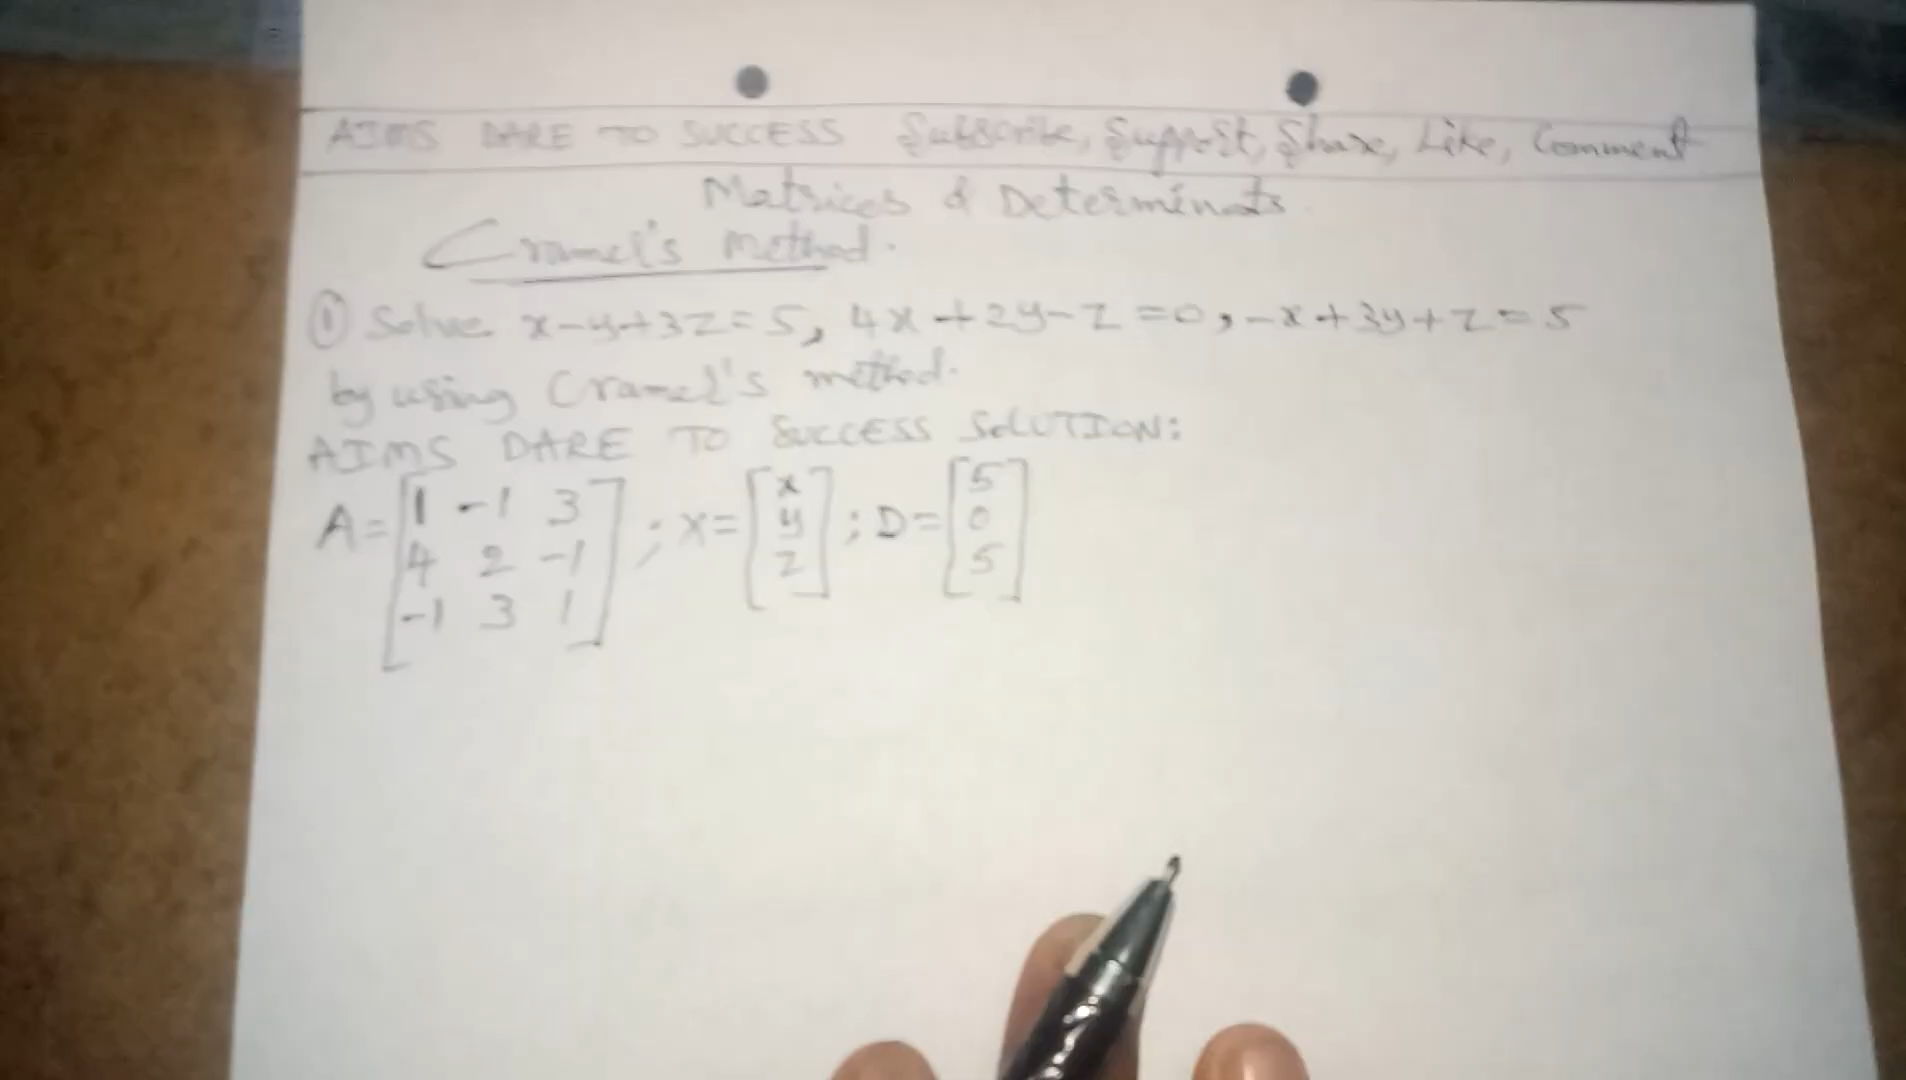 AIMS DARE TO SUCCESS Subscribe, Support, Share, Like, Comment
Matrices & Determinats
Cramel's Method.
① Solve x-y+3z=5, 4x+2y-z=0, -x+3y+z=5
by using Cramel's method.
AIMS DARE TO SUCCESS SOLUTION:
A=[1 -1 3; X=[x; D=[5
4 2 -1 y 0
-1 3 1] z] 5]